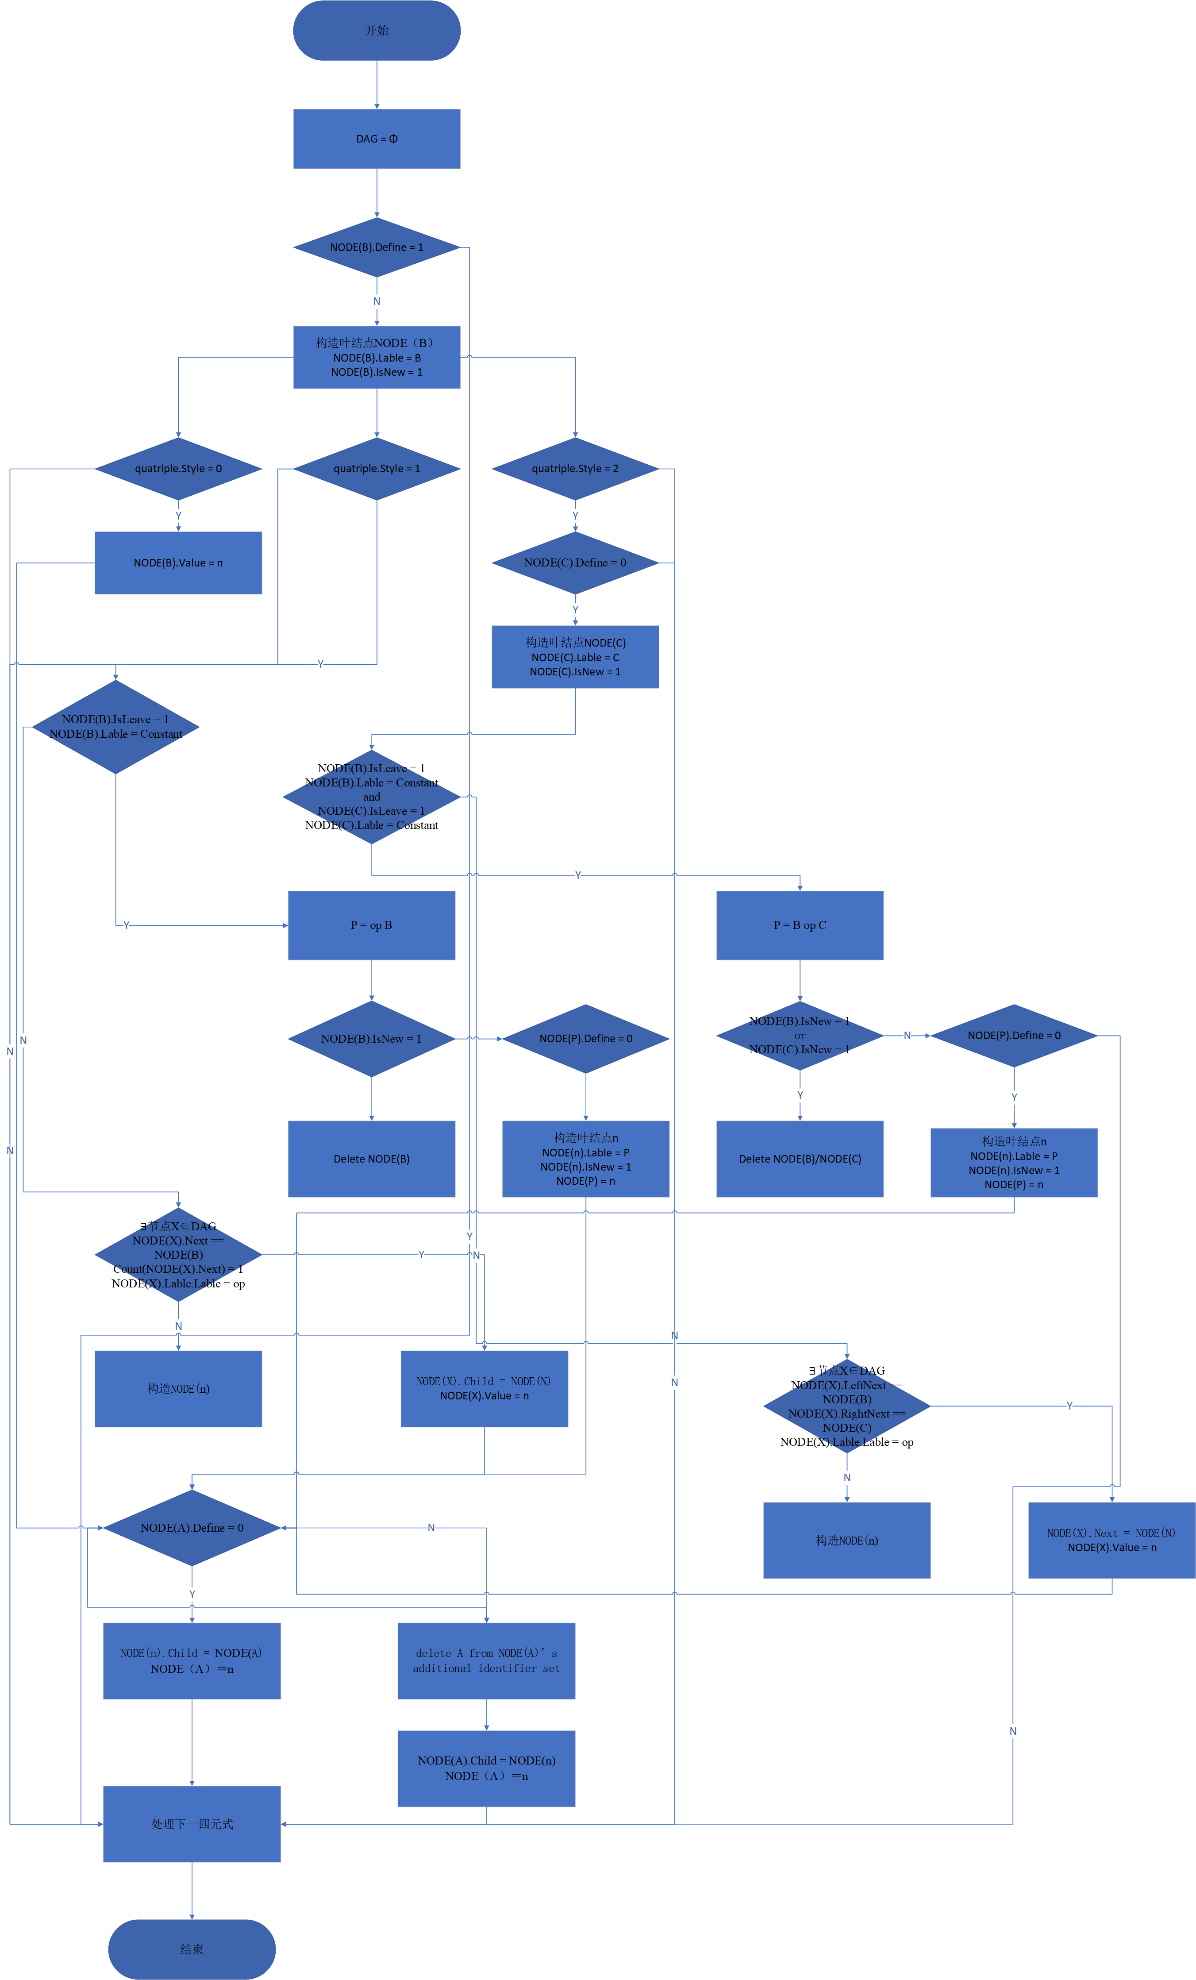 开始
DAG = Φ
NODE(B).Define = 1
N
构造叶结点NODE（B）
NODE(B).Lable = B
NODE(B).IsNew = 1
quatriple.Style = 0
quatriple.Style = 1
quatriple.Style = 2
Y
Y
NODE(B).Value = n
NODE(C).Define = 0
Y
构造叶结点NODE(C)
NODE(C).Lable = C
NODE(C).IsNew = 1
Y
NODE(B).IsLeave = 1
NODE(B).Lable = Constant
NODE(B).IsLeave = 1
NODE(B).Lable = Constant
and
NODE(C).IsLeave = 1
NODE(C).Lable = Constant
Y
Y
P = op B
P = B op C
N
N
NODE(B).IsNew = 1
NODE(P).Define = 0
NODE(B).IsNew = 1
or
NODE(C).IsNew = 1
N
NODE(P).Define = 0
Y
Y
N
Delete NODE(B)
构造叶结点n
NODE(n).Lable = P
NODE(n).IsNew = 1
NODE(P) = n
Delete NODE(B)/NODE(C)
构造叶结点n
NODE(n).Lable = P
NODE(n).IsNew = 1
NODE(P) = n
∃节点X∈DAG
NODE(X).Next ==
NODE(B)
Count(NODE(X).Next) = 1
NODE(X).Lable.Lable = op
Y
Y
N
N
N
构造NODE(n)
NODE(X).Child = NODE(N)
NODE(X).Value = n
N
∃节点X∈DAG
NODE(X).LeftNext ==
NODE(B)
NODE(X).RightNext ==
NODE(C)
NODE(X).Lable.Lable = op
Y
N
NODE(A).Define = 0
N
构造NODE(n)
NODE(X).Next = NODE(N)
NODE(X).Value = n
Y
NODE(n).Child = NODE(A)
NODE（A）＝n
delete A from NODE(A)’s
additional identifier set
N
NODE(A).Child = NODE(n)
NODE（A）＝n
处理下一四元式
结束